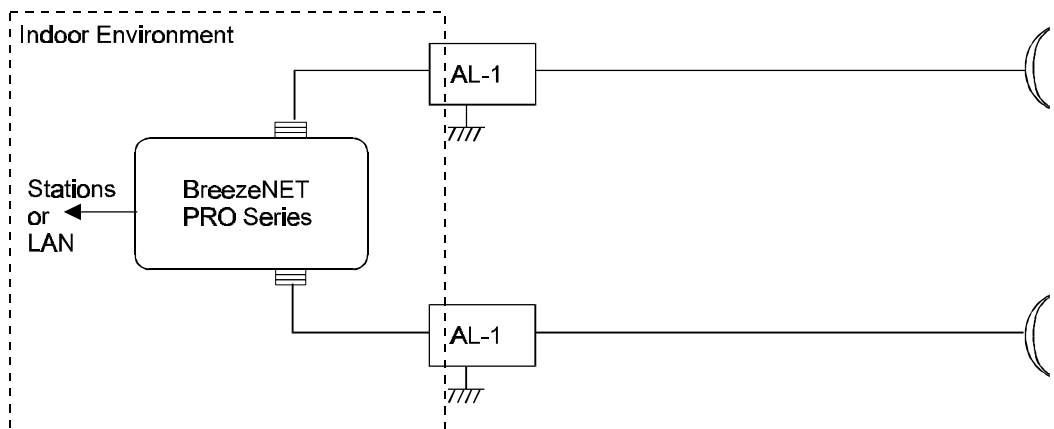 Indoor Environment
AL-1
BreezeNET
PRO Series
Stations
or
LAN
AL-1